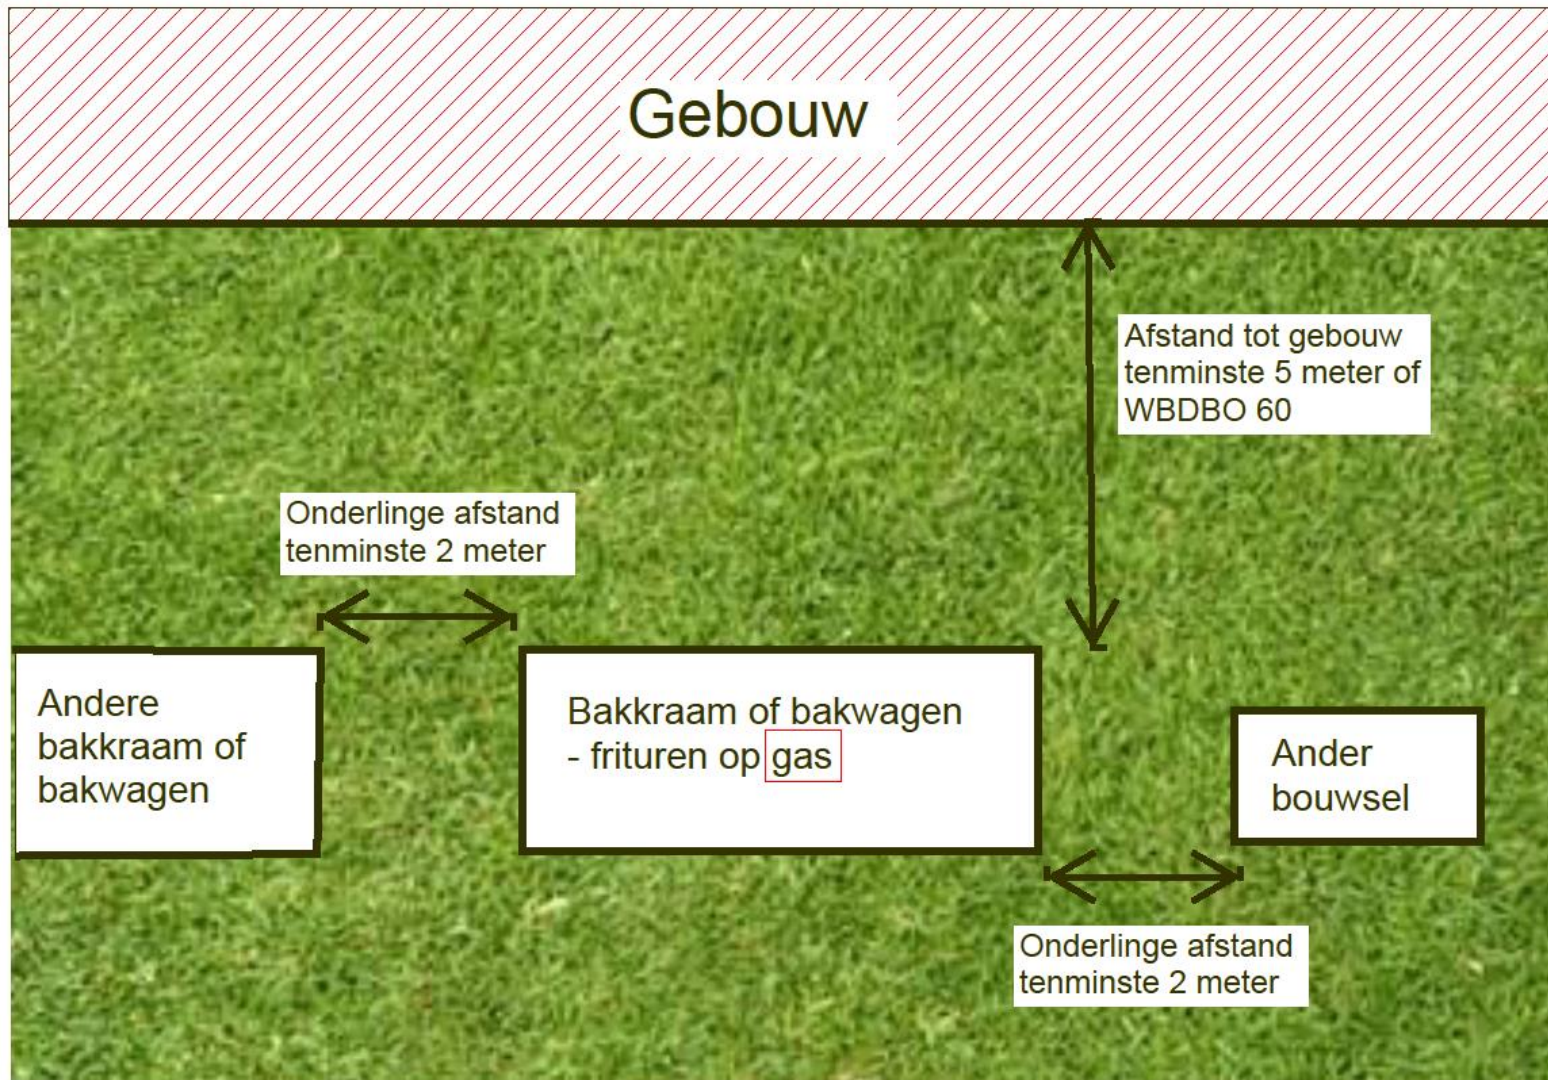 Gebouw
Afstand tot gebouw
tenminste 5 meter of
WBDBO 60
Onderlinge afstand
tenminste 2 meter
Andere
bakkraam of
bakwagen
Bakkraam of bakwagen
- frituren op gas
Ander
bouwsel
Onderlinge afstand
tenminste 2 meter